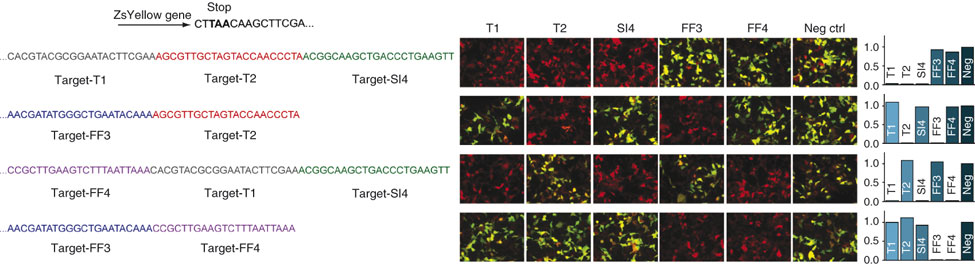 ZsYellow gene
Stop
CTTAACAAGCTTCGA...
...CACGTACGCGGAATACTTCGAAAGCGTTGCTAGTACCAACCCTAACGGCAAGCTGACCCTGAAGTT
Target-T1 Target-T2 Target-SI4
...AACGATATGGGCTGAATACAAAAGCGTTGCTAGTACCAACCCTA
Target-FF3 Target-T2
...CCGCTTGAAGTCTTTAATTAAACACGTACGCGGAATACTTCGAAACGGCAAGCTGACCCTGAAGTT
Target-FF4 Target-T1 Target-SI4
...AACGATATGGGCTGAATACAAACCGCTTGAAGTCTTTAATTAAA
Target-FF3 Target-FF4
T1 T2 SI4 FF3 FF4 Neg ctrl
1.0
0.5
0.0
T1 T2 SI4 FF3 FF4 Neg
1.0
0.5
0.0
T1 T2 SI4 FF3 FF4 Neg
1.0
0.5
0.0
T1 T2 SI4 FF3 FF4 Neg
1.0
0.5
0.0
T1 T2 SI4 FF3 FF4 Neg